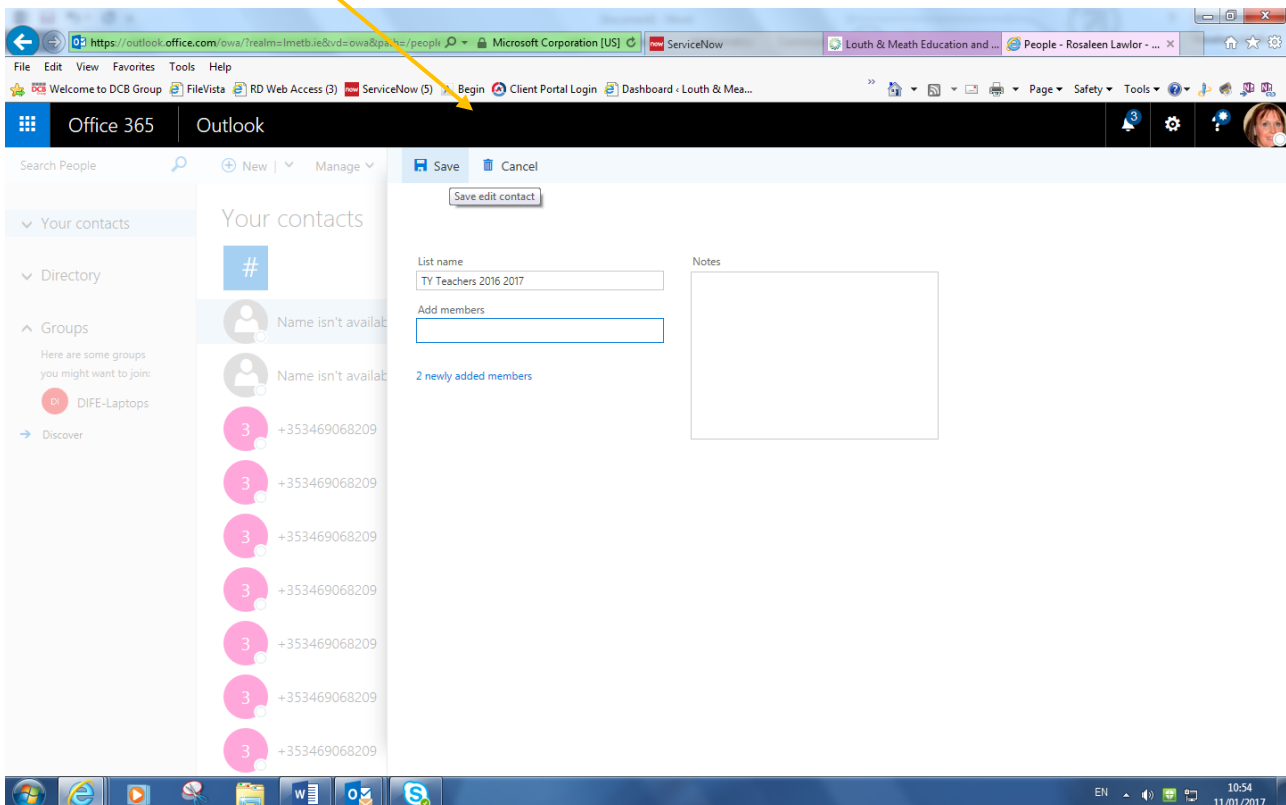 https://outlook.office.com/owa/?realm=lmetb.ie&vd=owa&path=/people
Microsoft Corporation [US]
ServiceNow
Louth & Meath Education and ...
People - Rosaleen Lawlor - ...
File Edit View Favorites Tools Help
Welcome to DCB Group FileVista RD Web Access (3) ServiceNow (5) Begin Client Portal Login Dashboard ‹ Louth & Mea... » Page Safety Tools
Office 365 Outlook 3 ?
Search People New | Manage Save Cancel
Save edit contact
Your contacts
Your contacts
#
List name Notes
TY Teachers 2016 2017
Directory
Add members
Name isn't availab
Groups
Here are some groups
you might want to join:
Name isn't availab
2 newly added members
DI DIFE-Laptops
3 +353469068209
Discover
3 +353469068209
3 +353469068209
3 +353469068209
3 +353469068209
3 +353469068209
3 +353469068209
EN 10:54
11/01/2017